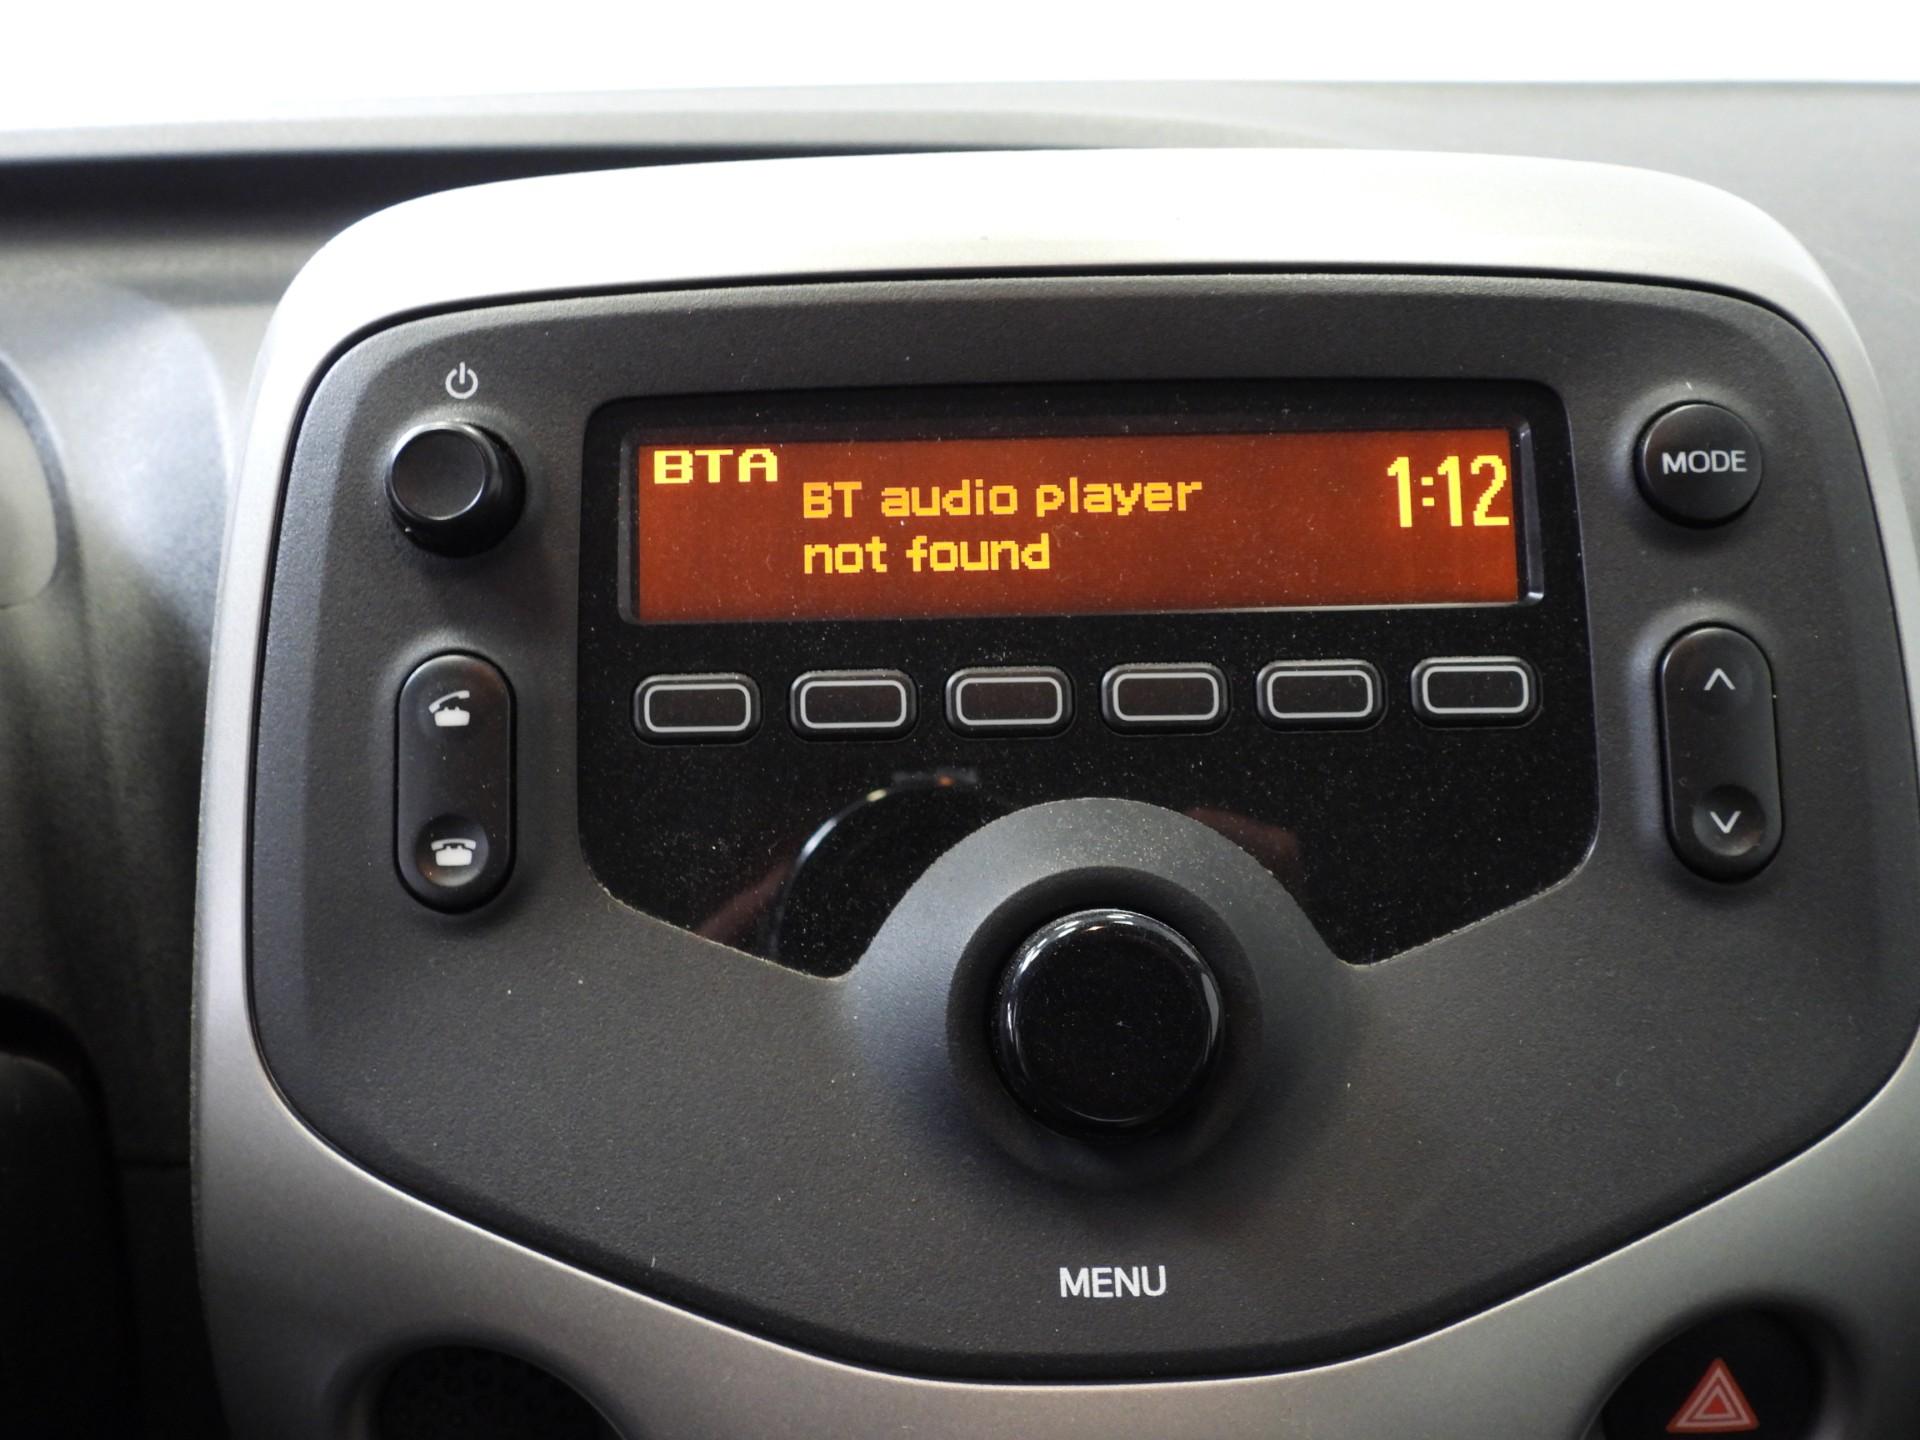 BTA
BT audio player
not found
1:12
MODE
MENU